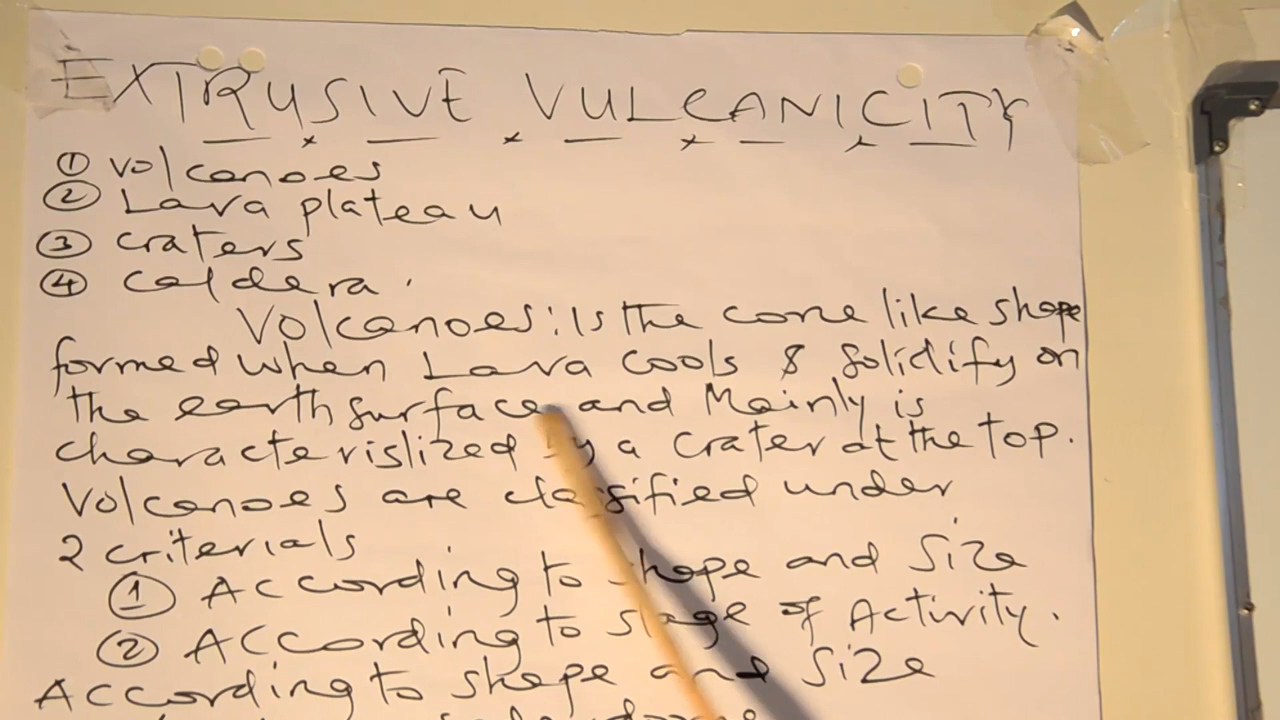 EXTRUSIVE VULCANICITY
① Volcanoes
② Lava plateau
③ craters
④ caldera.
Volcanoes: Is the cone like shape
formed when Lava cools & Solidify on
the earth surface and Mainly is
characterislized by a crater at the top.
Volcanoes are classified under
2 criterials
① According to shape and size
② According to stage of Activity.
According to shape and size